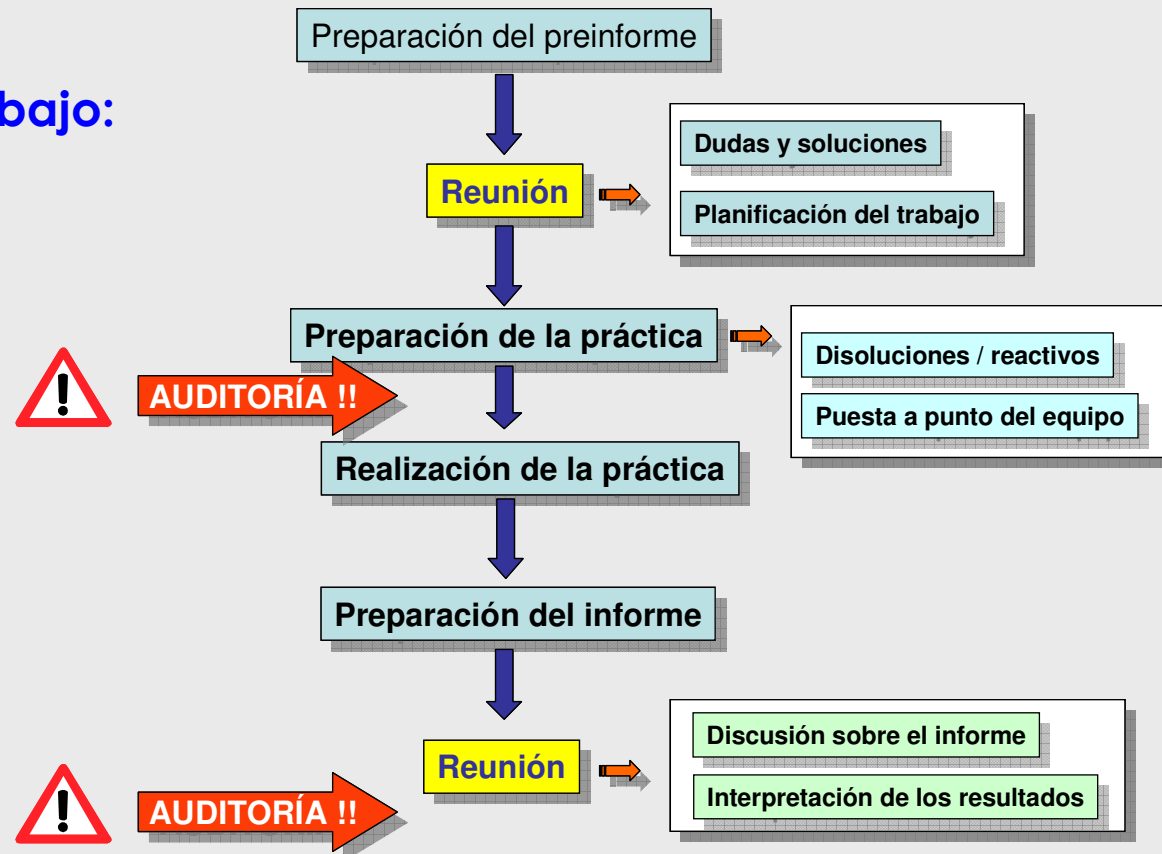 Preparación del preinforme
bajo:
Dudas y soluciones
Reunión
Planificación del trabajo
Preparación de la práctica
Disoluciones / reactivos
AUDITORÍA !!
Puesta a punto del equipo
Realización de la práctica
Preparación del informe
Discusión sobre el informe
Reunión
Interpretación de los resultados
AUDITORÍA !!